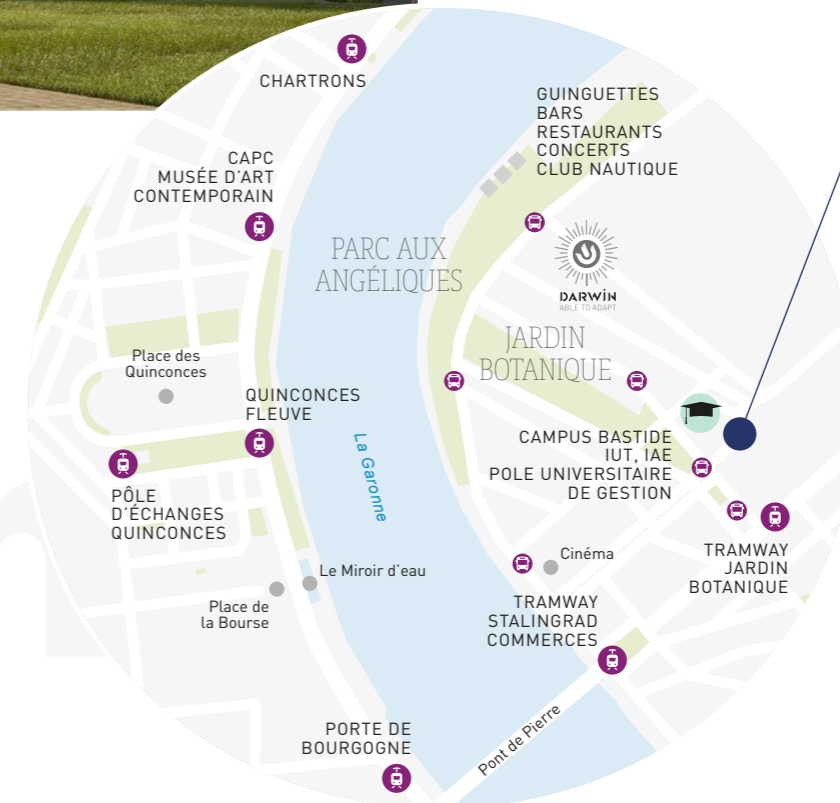 CHARTRONS
GUINGUETTES
BARS
RESTAURANTS
CONCERTS
CLUB NAUTIQUE
CAPC
MUSÉE D'ART
CONTEMPORAIN
PARC AUX
ANGÉLIQUES
DARWiN
ABLE TO ADAPT
JARDIN
BOTANIQUE
Place des
Quinconces
QUINCONCES
FLEUVE
La Garonne
CAMPUS BASTIDE
IUT, IAE
POLE UNIVERSITAIRE
DE GESTION
PÔLE
D'ÉCHANGES
QUINCONCES
Cinéma
TRAMWAY
JARDIN
BOTANIQUE
Le Miroir d'eau
Place de
la Bourse
TRAMWAY
STALINGRAD
COMMERCES
PORTE DE
BOURGOGNE
Pont de Pierre